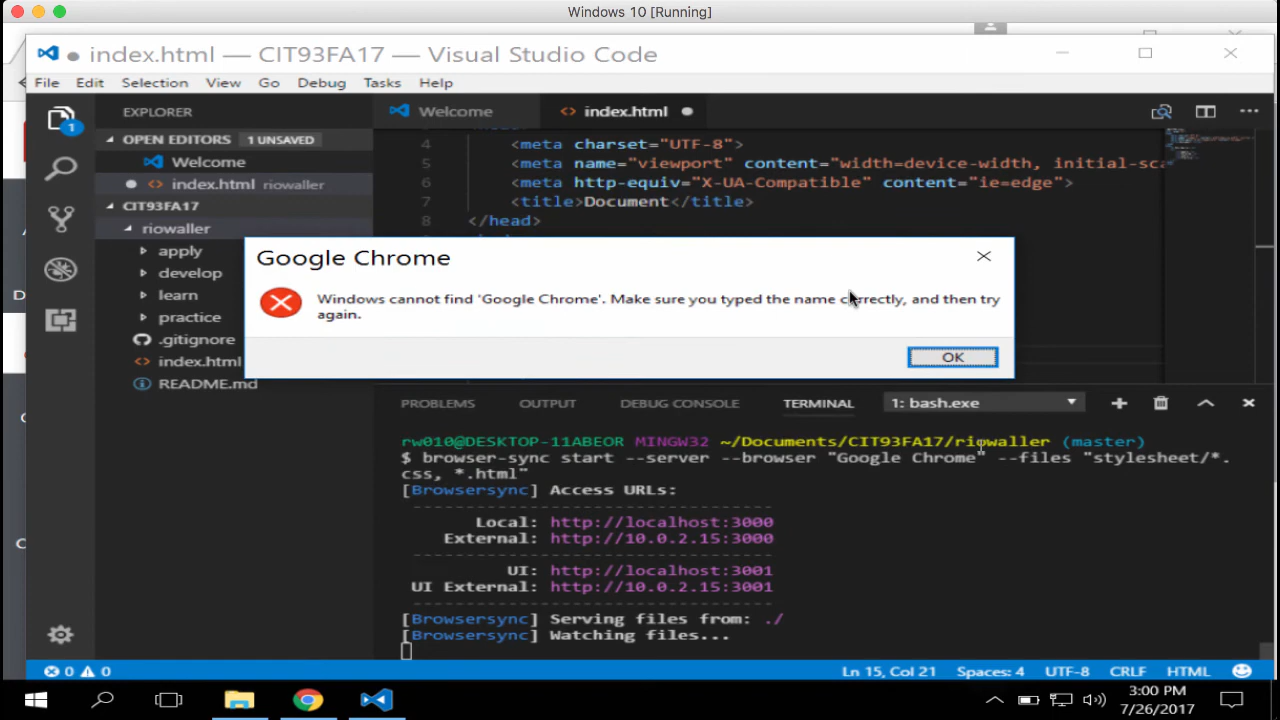 Windows 10 [Running]
index.html — CIT93FA17 — Visual Studio Code
File Edit Selection View Go Debug Tasks Help
EXPLORER
OPEN EDITORS 1 UNSAVED
Welcome
index.html riowaller
CIT93FA17
riowaller
apply
develop
learn
practice
.gitignore
index.html
README.md
1
Welcome
index.html
4 <meta charset="UTF-8">
5 <meta name="viewport" content="width=device-width, initial-sca
6 <meta http-equiv="X-UA-Compatible" content="ie=edge">
7 <title>Document</title>
8 </head>
Google Chrome
Windows cannot find 'Google Chrome'. Make sure you typed the name correctly, and then try
again.
OK
PROBLEMS OUTPUT DEBUG CONSOLE TERMINAL 1: bash.exe
rw010@DESKTOP-11ABEOR MINGW32 ~/Documents/CIT93FA17/riowaller (master)
$ browser-sync start --server --browser "Google Chrome" --files "stylesheet/*.
css, *.html"
[Browsersync] Access URLs:
-----------------------------------
Local: http://localhost:3000
External: http://10.0.2.15:3000
-----------------------------------
UI: http://localhost:3001
UI External: http://10.0.2.15:3001
-----------------------------------
[Browsersync] Serving files from: ./
[Browsersync] Watching files...
0 0
Ln 15, Col 21 Spaces: 4 UTF-8 CRLF HTML
3:00 PM
7/26/2017